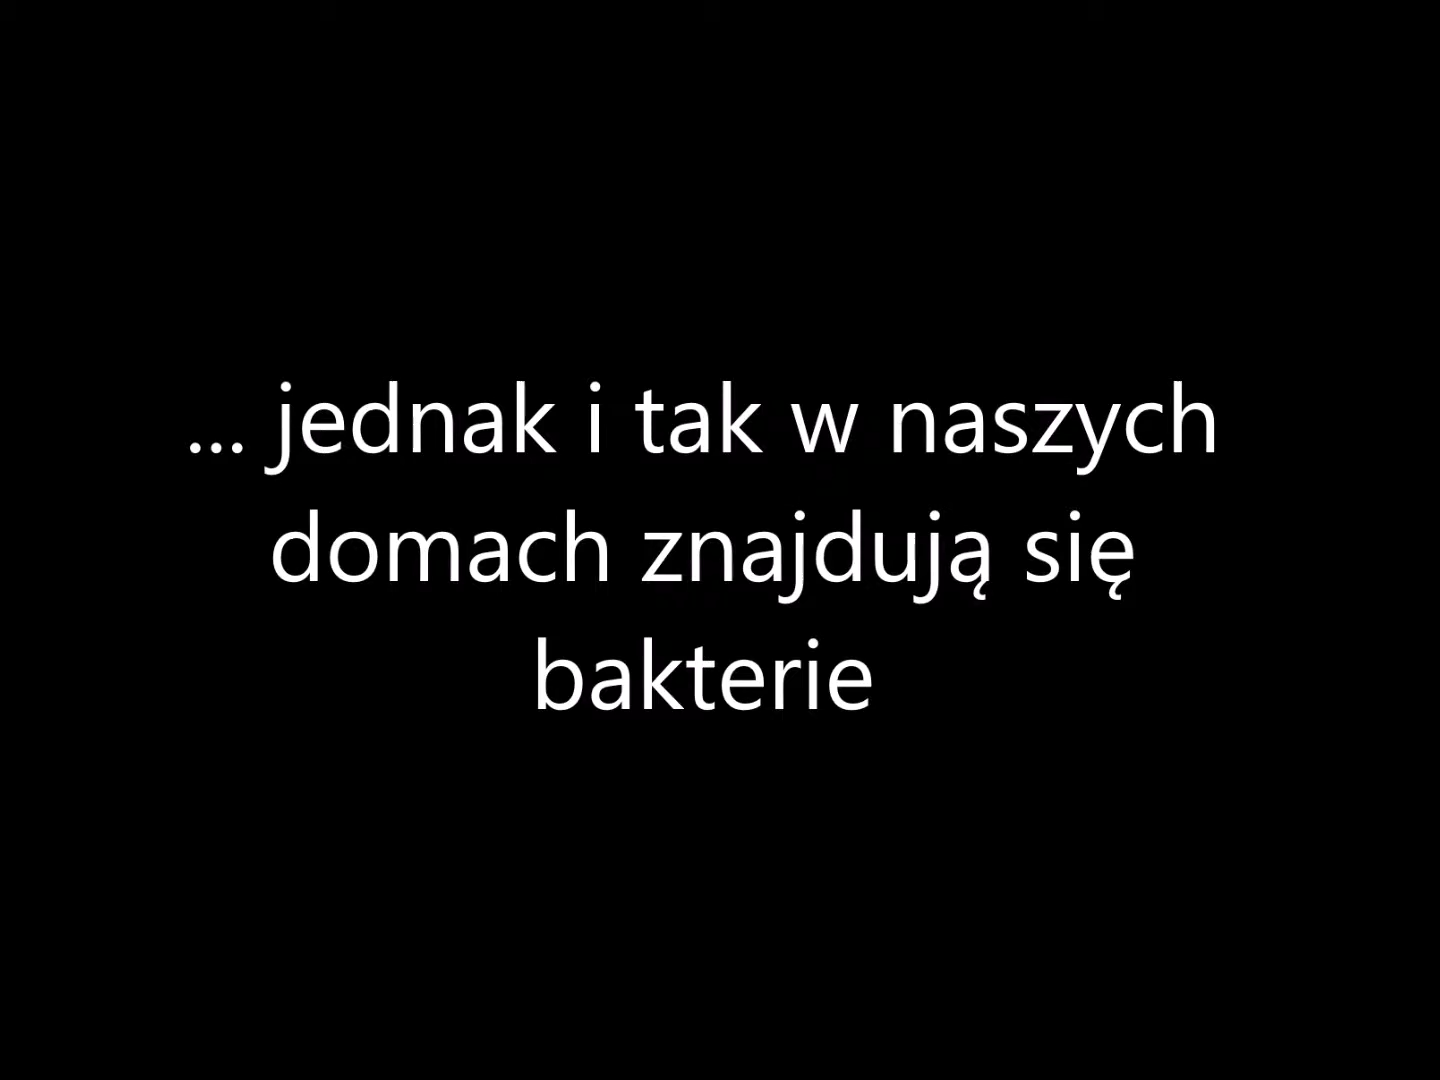 ... jednak i tak w naszych
domach znajdują się
bakterie